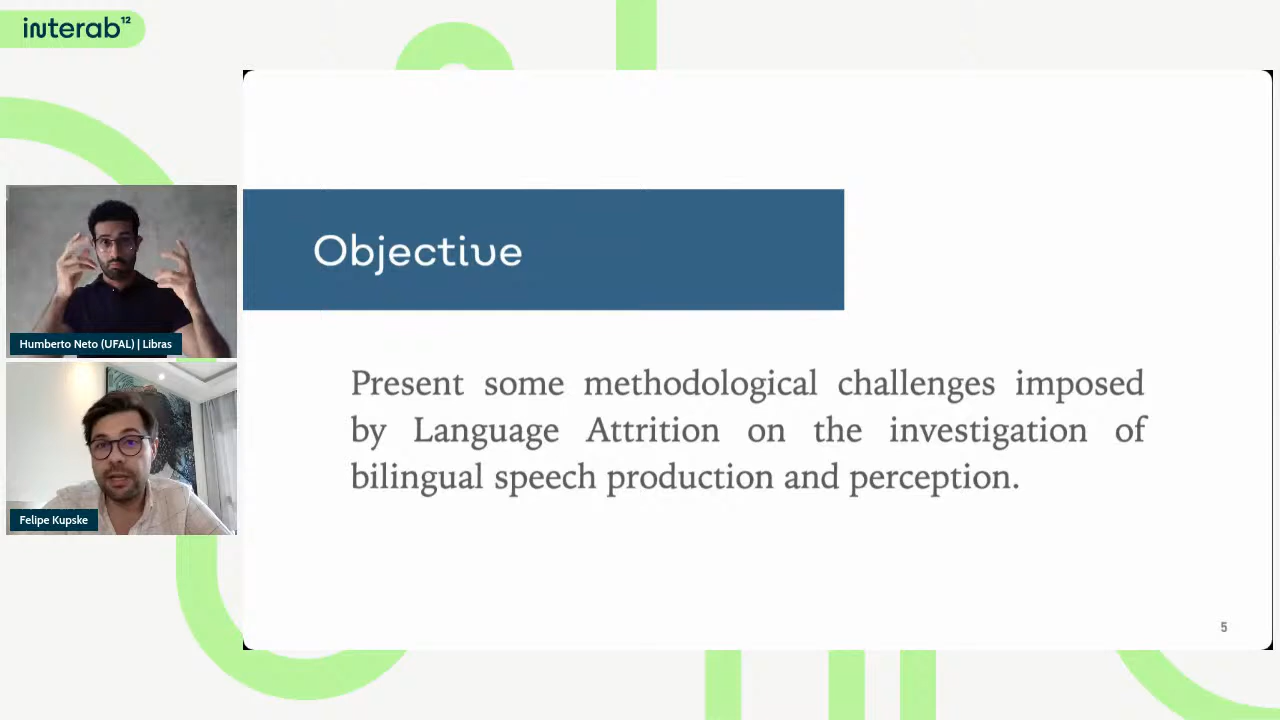 interab¹²
Objective
Present some methodological challenges imposed
by Language Attrition on the investigation of
bilingual speech production and perception.
Humberto Neto (UFAL) | Libras
Felipe Kupske
5